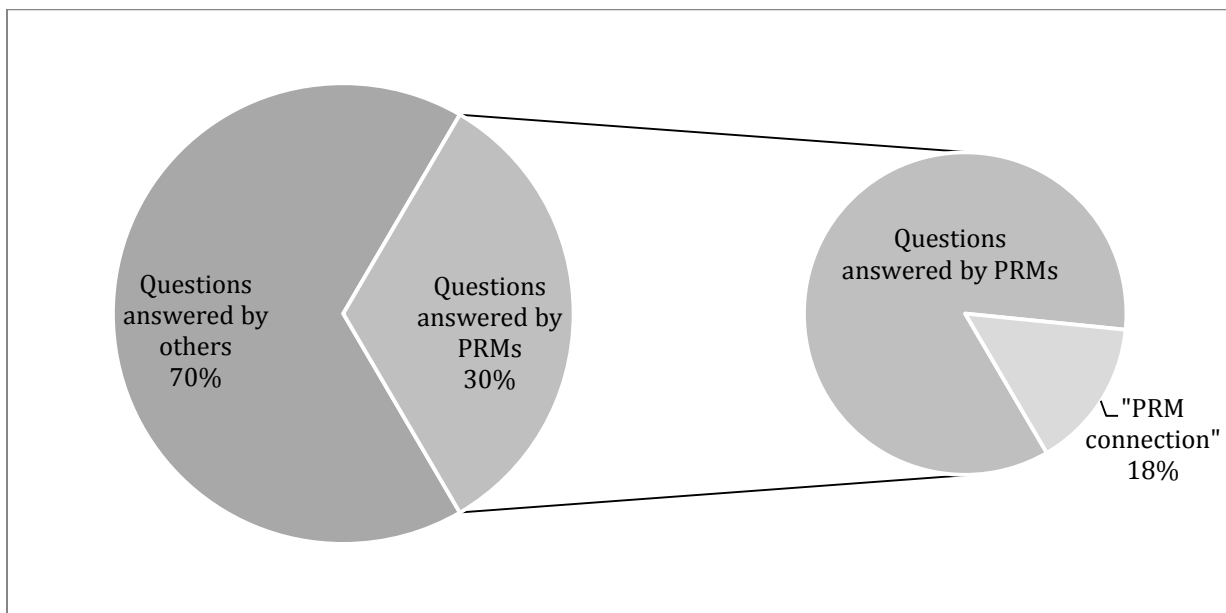 Questions
answered by
others
70%
Questions
answered by
PRMs
30%
Questions
answered by PRMs
"PRM
connection"
18%